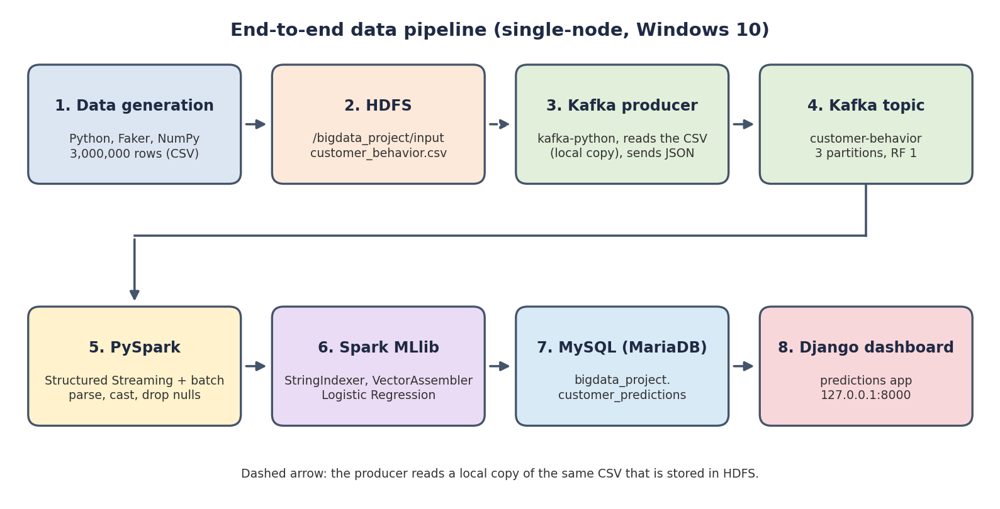 End-to-end data pipeline (single-node, Windows 10)
1. Data generation
Python, Faker, NumPy
3,000,000 rows (CSV)
2. HDFS
/bigdata_project/input
customer_behavior.csv
3. Kafka producer
kafka-python, reads the CSV
(local copy), sends JSON
4. Kafka topic
customer-behavior
3 partitions, RF 1
5. PySpark
Structured Streaming + batch
parse, cast, drop nulls
6. Spark MLlib
StringIndexer, VectorAssembler
Logistic Regression
7. MySQL (MariaDB)
bigdata_project.
customer_predictions
8. Django dashboard
predictions app
127.0.0.1:8000
Dashed arrow: the producer reads a local copy of the same CSV that is stored in HDFS.